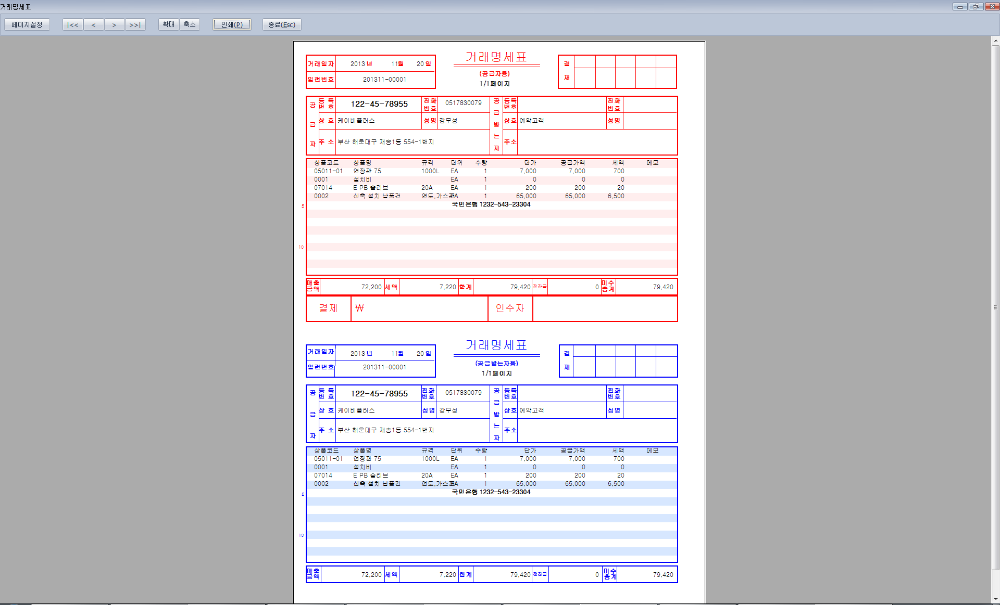 거래명세표
페이지설정 |<< < > >>| 확대 축소 인쇄(P) 종료(Esc)
거래명세표
(공급자용)
1/1페이지
거래일자 2013 년 11월 20 일
일련번호 201311-00001
결재
공급자
등록번호 122-45-78955 전화번호 0517830079
상호 케이비플러스 성명 강무성
주소 부산 해운대구 재송1동 554-1번지
공급받는자
등록번호 전화번호
상호 예약고객 성명
주소
상품코드 상품명 규격 단위 수량 단가 공급가액 세액 메모
05011-01 연장관 75 1000L EA 1 7,000 7,000 700
0001 설치비 EA 1 0 0 0
07014 E PB 슬리브 20A EA 1 200 200 20
0002 신축 설치 납품건 연도,가스 EA 1 65,000 65,000 6,500
국민은행 1232-543-23304
5
10
매출금액 72,200 세액 7,220 합계 79,420 전잔금 0 미수총계 79,420
결제 ₩ 인수자
거래명세표
(공급받는자용)
1/1페이지
거래일자 2013 년 11월 20 일
일련번호 201311-00001
결재
공급자
등록번호 122-45-78955 전화번호 0517830079
상호 케이비플러스 성명 강무성
주소 부산 해운대구 재송1동 554-1번지
공급받는자
등록번호 전화번호
상호 예약고객 성명
주소
상품코드 상품명 규격 단위 수량 단가 공급가액 세액 메모
05011-01 연장관 75 1000L EA 1 7,000 7,000 700
0001 설치비 EA 1 0 0 0
07014 E PB 슬리브 20A EA 1 200 200 20
0002 신축 설치 납품건 연도,가스 EA 1 65,000 65,000 6,500
국민은행 1232-543-23304
5
10
매출금액 72,200 세액 7,220 합계 79,420 전잔금 0 미수총계 79,420